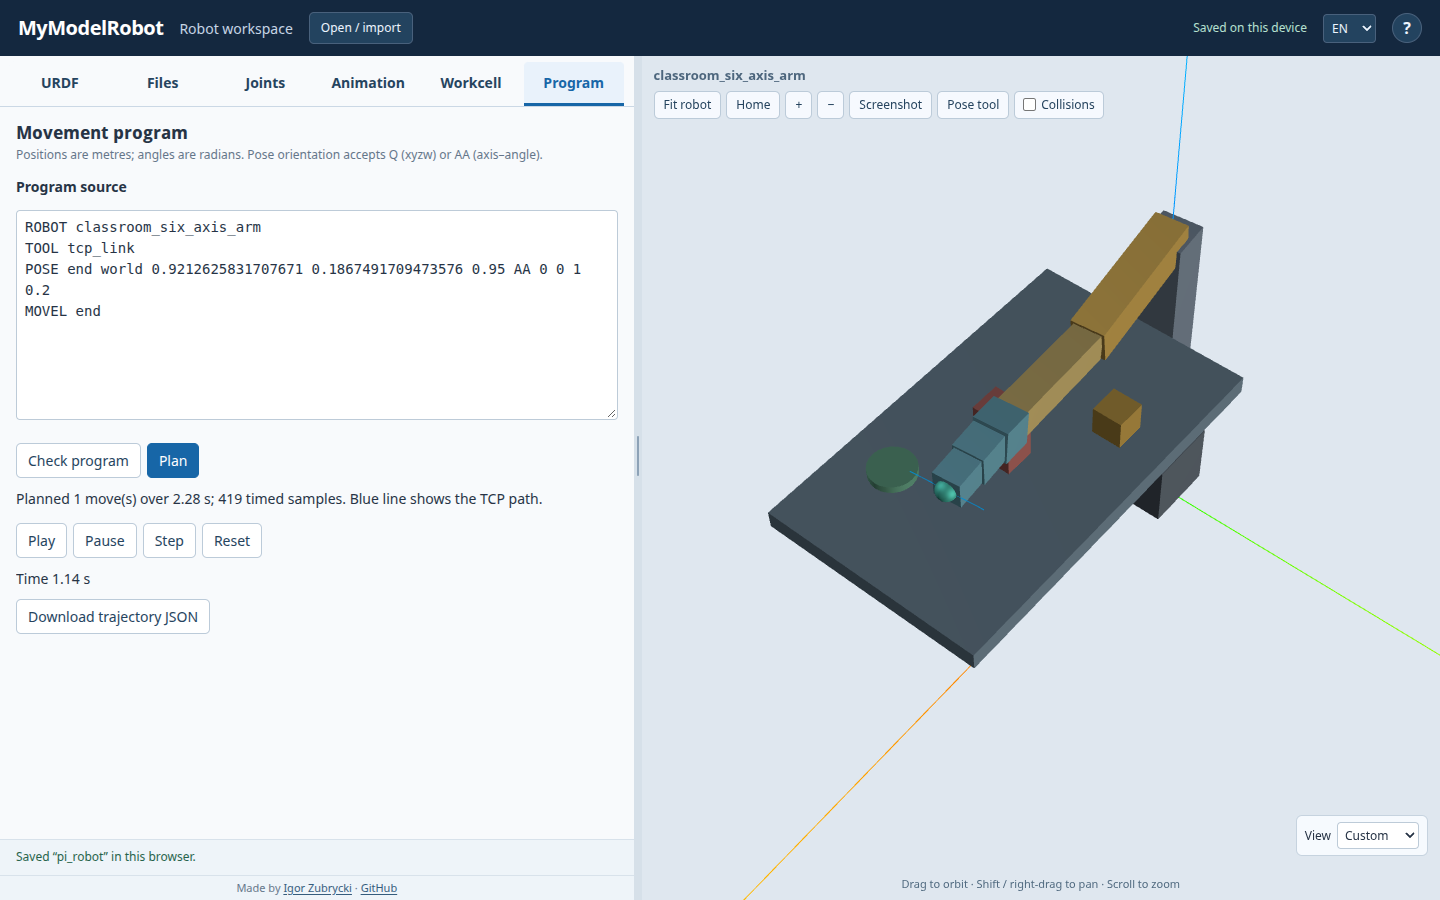 MyModelRobot Robot workspace Open / import Saved on this device EN ?
URDF Files Joints Animation Workcell Program
Movement program
Positions are metres; angles are radians. Pose orientation accepts Q (xyzw) or AA (axis–angle).
Program source
ROBOT classroom_six_axis_arm
TOOL tcp_link
POSE end world 0.9212625831707671 0.1867491709473576 0.95 AA 0 0 1
0.2
MOVEL end
Check program Plan
Planned 1 move(s) over 2.28 s; 419 timed samples. Blue line shows the TCP path.
Play Pause Step Reset
Time 1.14 s
Download trajectory JSON
Saved “pi_robot” in this browser.
Made by Igor Zubrycki · GitHub
classroom_six_axis_arm
Fit robot Home + − Screenshot Pose tool Collisions
View Custom
Drag to orbit · Shift / right-drag to pan · Scroll to zoom